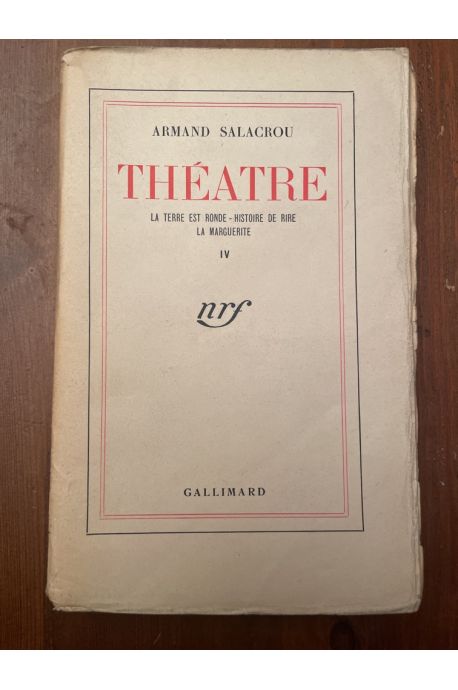 ARMAND SALACROU
THÉATRE
LA TERRE EST RONDE - HISTOIRE DE RIRE
LA MARGUERITE
IV
nrf
GALLIMARD